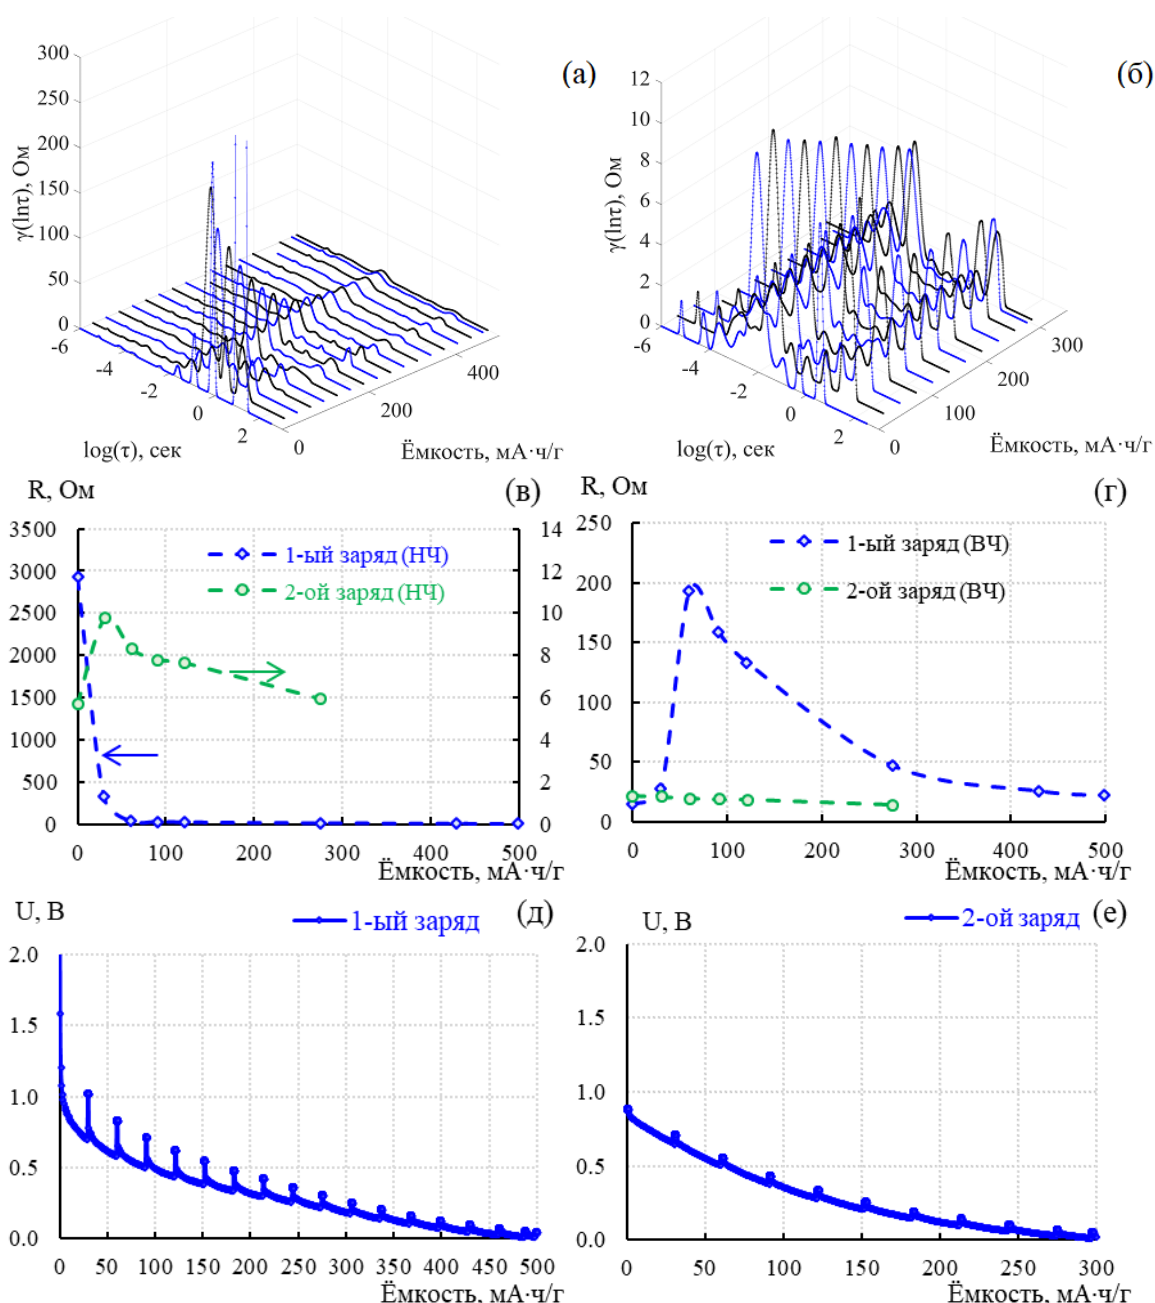 300
250
200
150
100
50
0
-6
-4
-2
0
2
0
200
400
γ(lnτ), Ом
log(τ), сек
Ёмкость, мА·ч/г
(а)
12
10
8
6
4
2
0
-6
-4
-2
0
2
0
100
200
300
γ(lnτ), Ом
log(τ), сек
Ёмкость, мА·ч/г
(б)
R, Ом
(в)
3500
3000
2500
2000
1500
1000
500
0
14
12
10
8
6
4
2
0
1-ый заряд (НЧ)
2-ой заряд (НЧ)
0 100 200 300 400 500
Ёмкость, мА·ч/г
R, Ом
(г)
250
200
150
100
50
0
1-ый заряд (ВЧ)
2-ой заряд (ВЧ)
0 100 200 300 400 500
Ёмкость, мА·ч/г
U, В
1-ый заряд
(д)
2.0
1.5
1.0
0.5
0.0
0 50 100 150 200 250 300 350 400 450 500
Ёмкость, мА·ч/г
U, В
2-ой заряд
(е)
2.0
1.5
1.0
0.5
0.0
0 50 100 150 200 250 300
Ёмкость, мА·ч/г